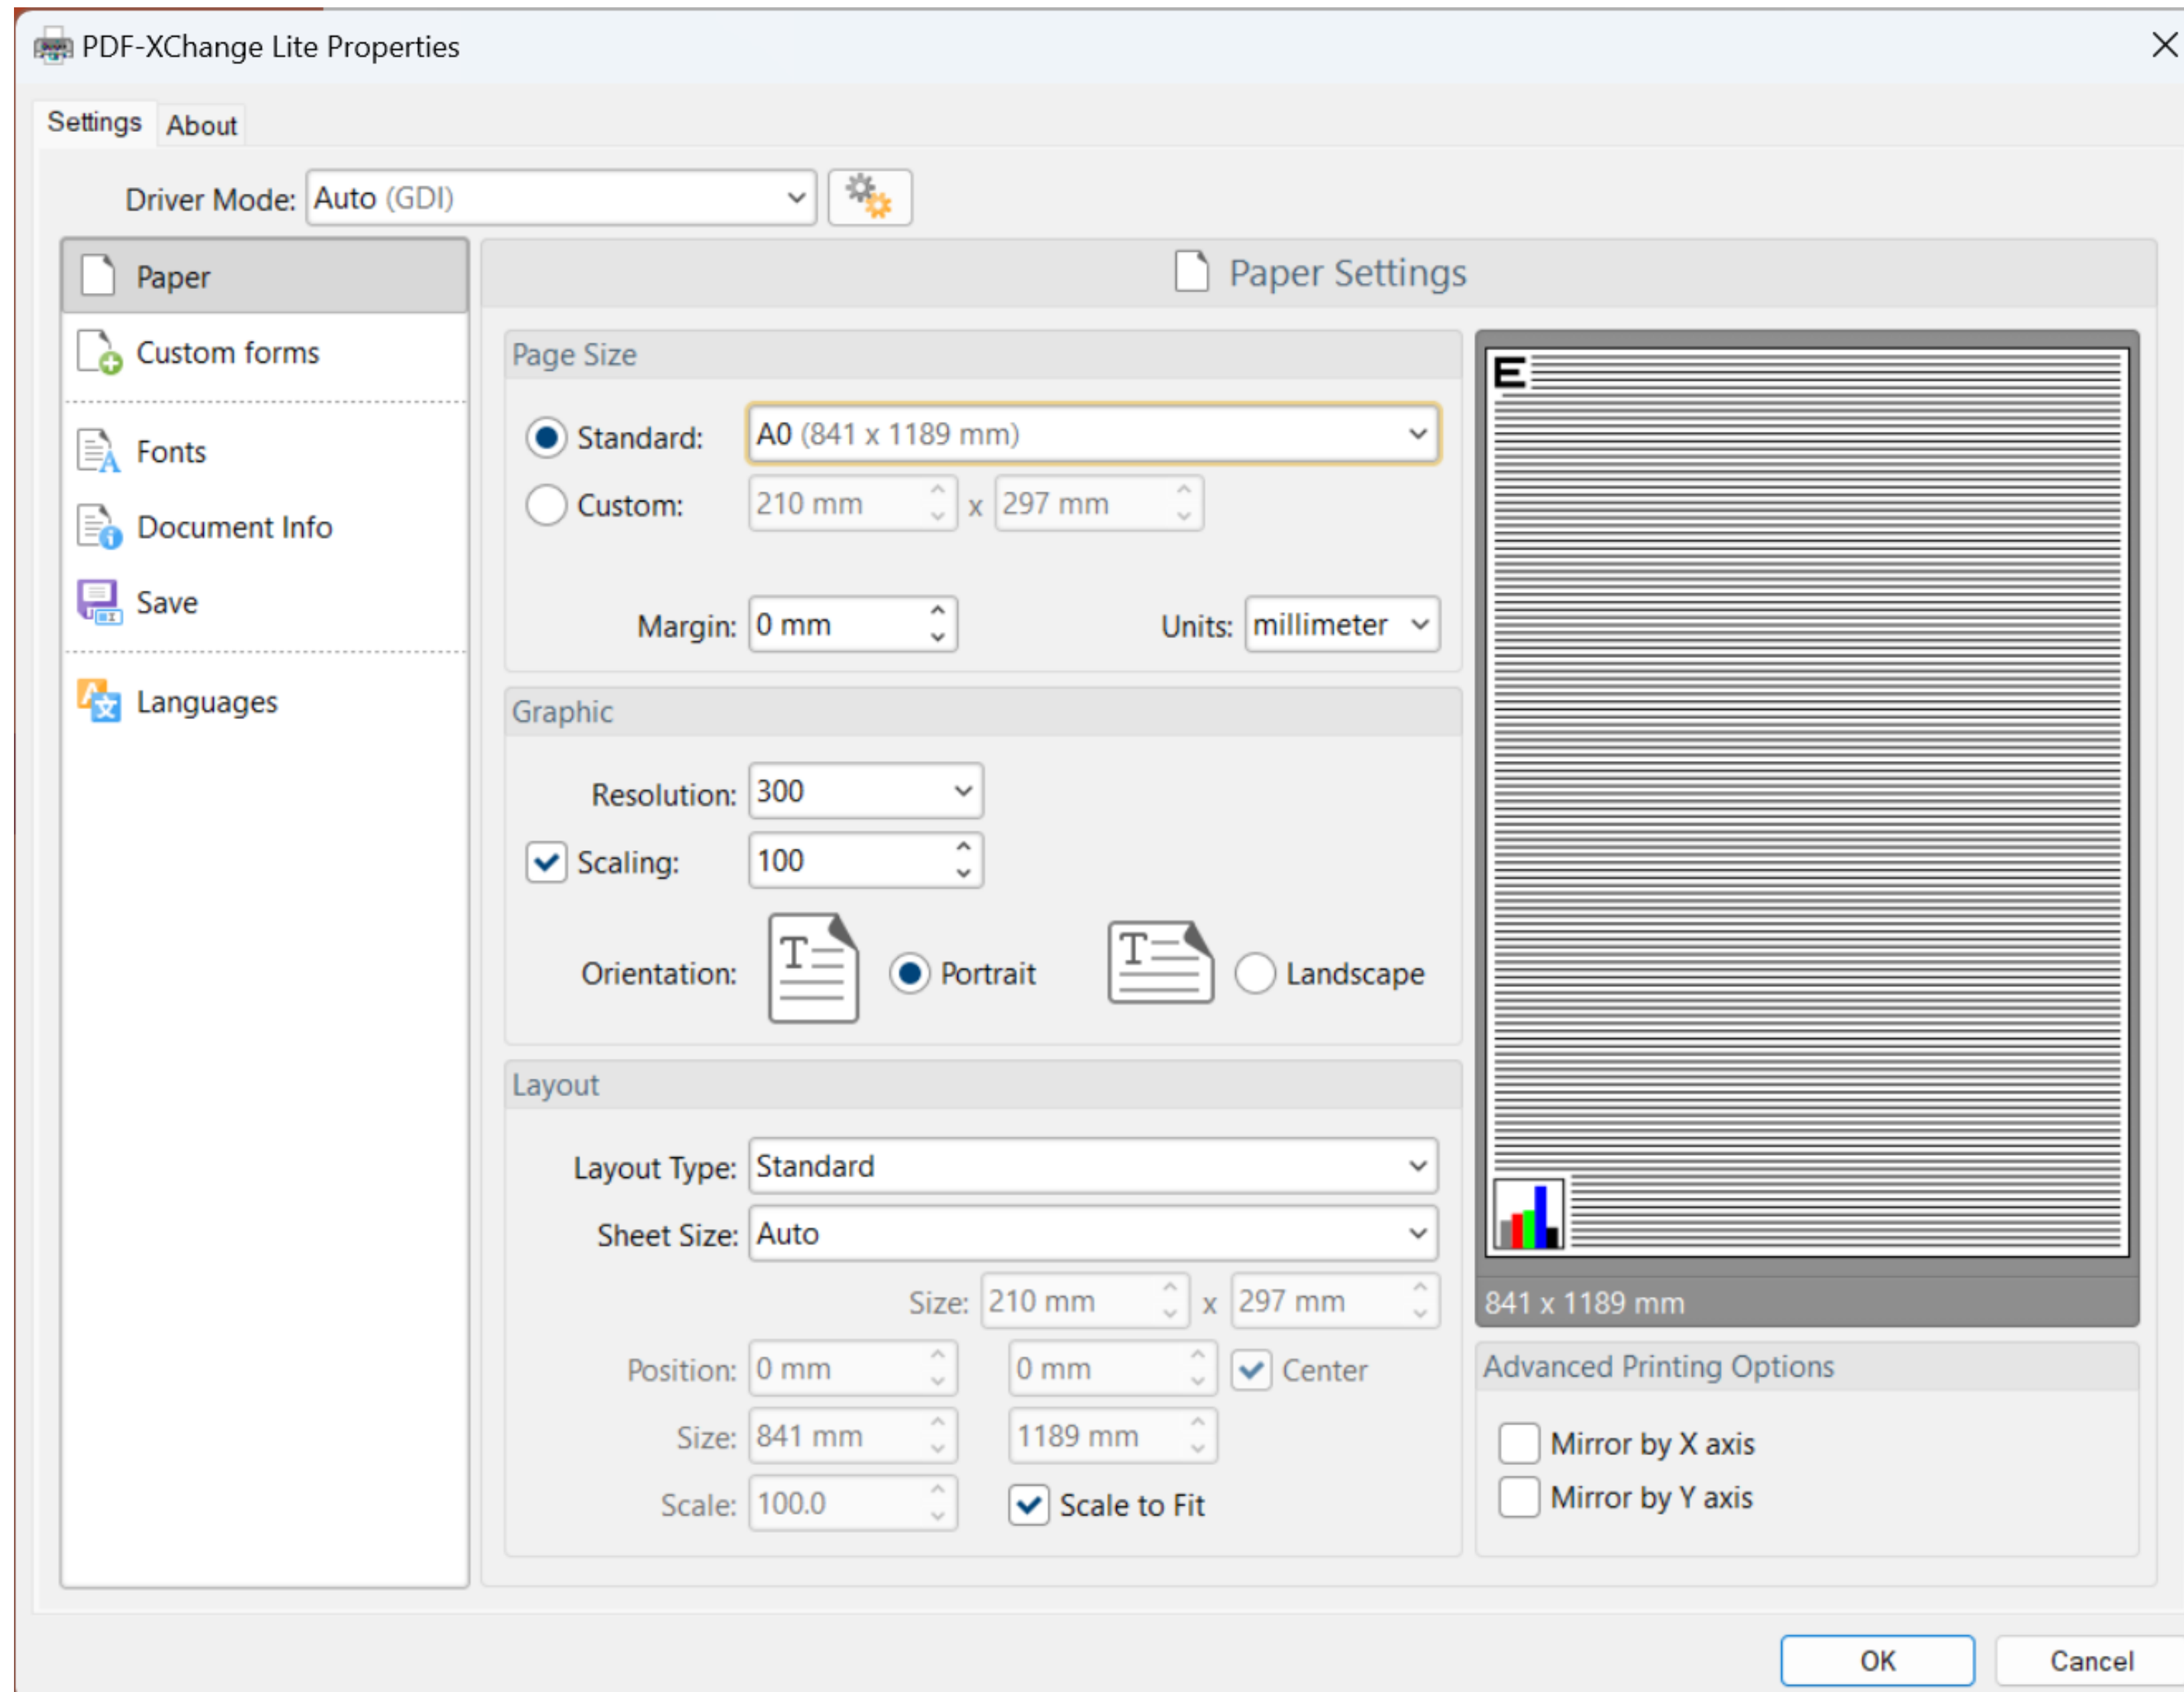 PDF-XChange Lite Properties
Settings About
Driver Mode: Auto (GDI)
Paper
Custom forms
Fonts
Document Info
Save
Languages
Paper Settings
Page Size
Standard: A0 (841 x 1189 mm)
Custom: 210 mm x 297 mm
Margin: 0 mm Units: millimeter
Graphic
Resolution: 300
Scaling: 100
Orientation: T Portrait T Landscape
Layout
Layout Type: Standard
Sheet Size: Auto
Size: 210 mm x 297 mm
Position: 0 mm 0 mm Center
Size: 841 mm 1189 mm
Scale: 100.0 Scale to Fit
E
841 x 1189 mm
Advanced Printing Options
Mirror by X axis
Mirror by Y axis
OK Cancel